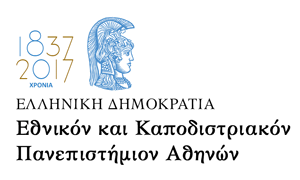 1837
2017
ΧΡΟΝΙΑ
ΕΛΛΗΝΙΚΗ ΔΗΜΟΚΡΑΤΙΑ
Εθνικόν και Καποδιστριακόν
Πανεπιστήμιον Αθηνών